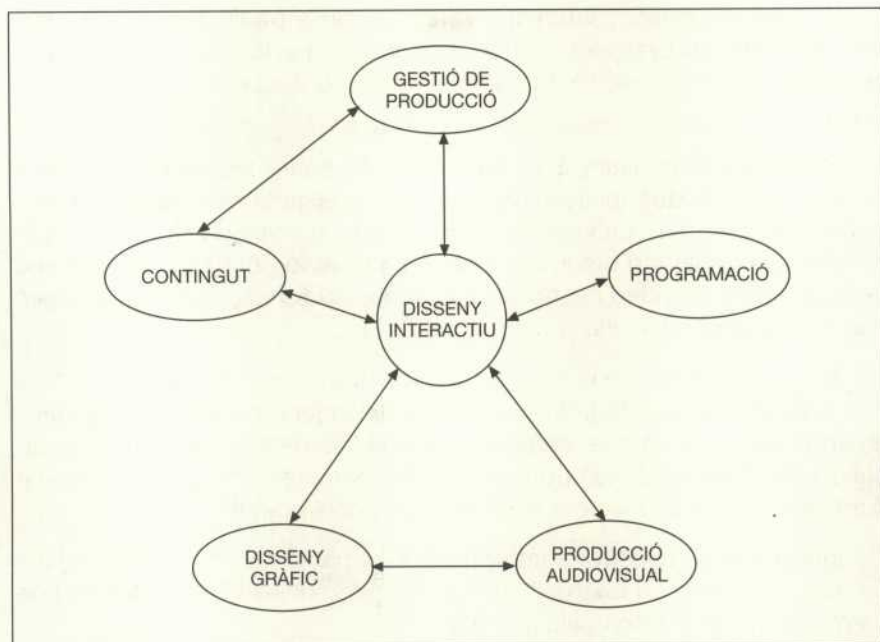 GESTIÓ DE
PRODUCCIÓ
CONTINGUT
PROGRAMACIÓ
DISSENY
INTERACTIU
DISSENY
GRÀFIC
PRODUCCIÓ
AUDIOVISUAL